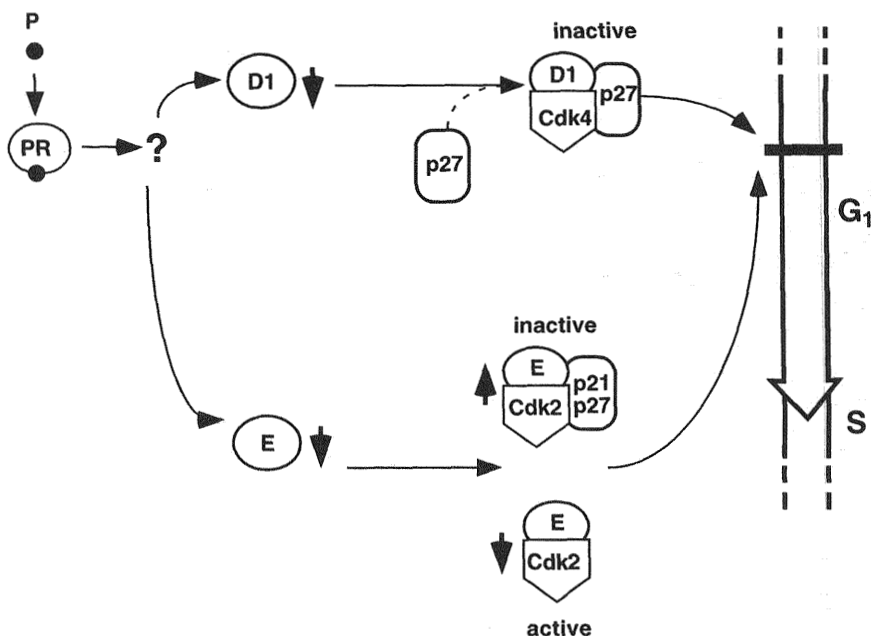 P
PR
?
D1
inactive
D1
Cdk4
p27
p27
G1
inactive
E
Cdk2
p21
p27
E
S
E
Cdk2
active